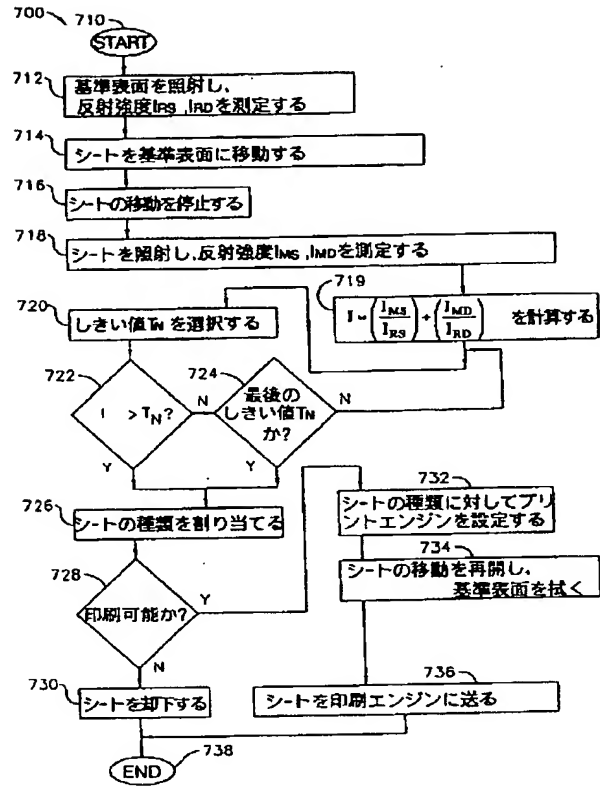 700
710
START
712
基準表面を照射し、
反射強度IRS ,IRDを測定する
714
シートを基準表面に移動する
716
シートの移動を停止する
718
シートを照射し、反射強度IMS ,IMDを測定する
719
I = (IMS/IRS) + (IMD/IRD) を計算する
720
しきい値TN を選択する
722
I > TN?
N
Y
724
最後の
しきい値TN
か?
N
Y
726
シートの種類を割り当てる
728
印刷可能か?
Y
N
730
シートを却下する
732
シートの種類に対してプリ
ントエンジンを設定する
734
シートの移動を再開し、
基準表面を拭く
736
シートを印刷エンジンに送る
END
738